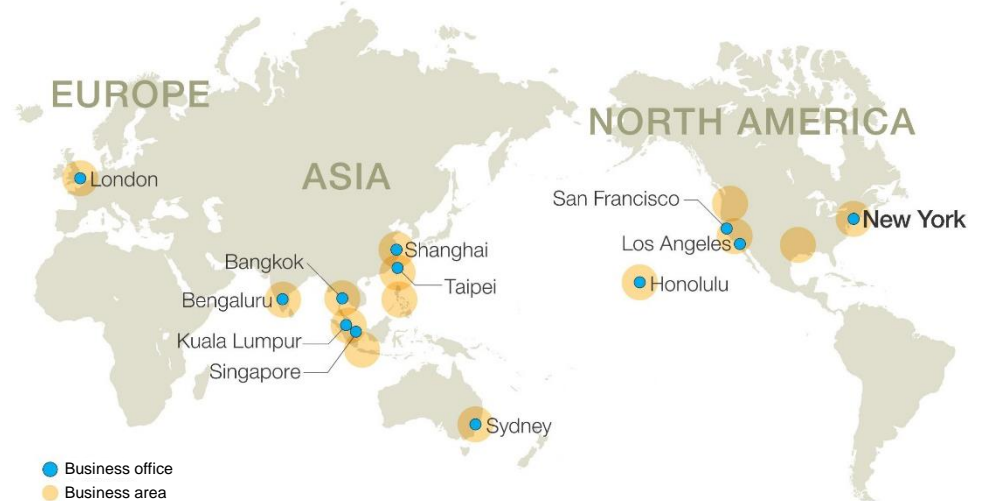 EUROPE
NORTH AMERICA
ASIA
London
San Francisco
New York
Los Angeles
Shanghai
Bangkok
Taipei
Honolulu
Bengaluru
Kuala Lumpur
Singapore
Sydney
Business office
Business area